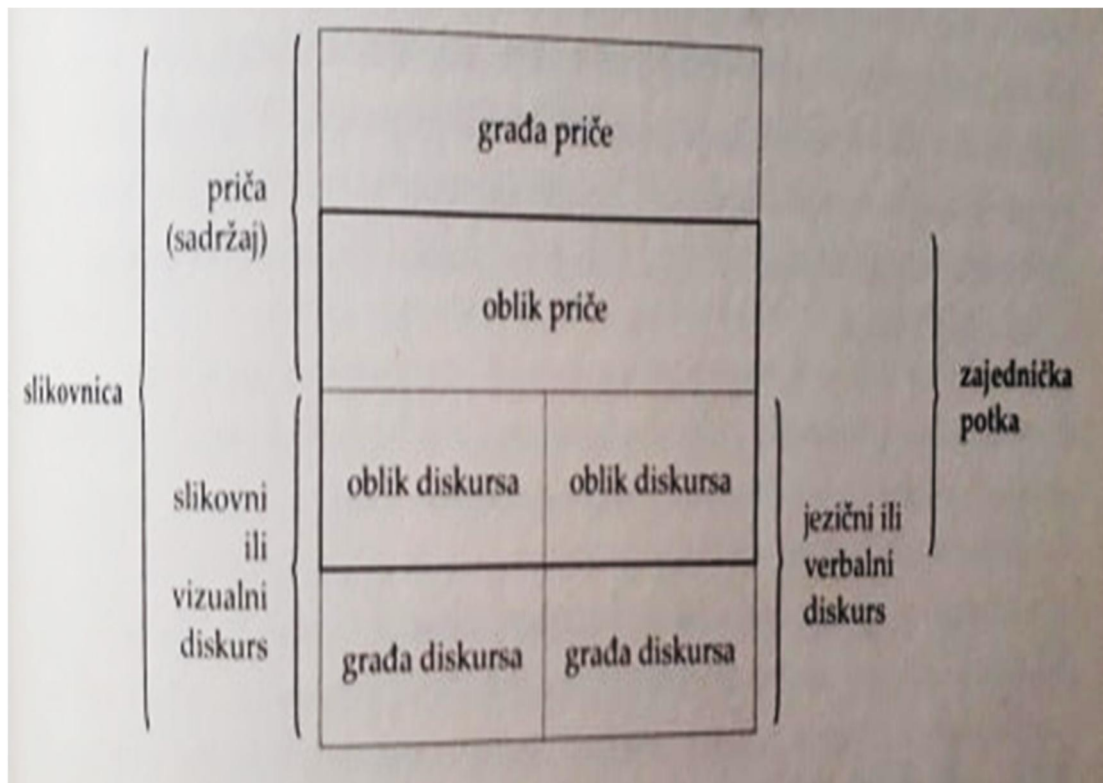 građa priče
priča
(sadržaj)
oblik priče
slikovnica
zajednička
potka
oblik diskursa
oblik diskursa
slikovni
ili
vizualni
diskurs
jezični ili
verbalni
diskurs
građa diskursa
građa diskursa